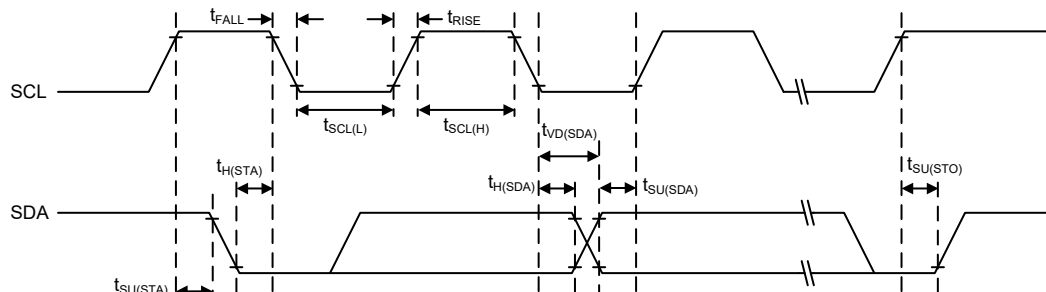 tFALL
tRISE
SCL
tSCL(L)
tSCL(H)
tVD(SDA)
tH(STA)
tH(SDA)
tSU(SDA)
tSU(STO)
SDA
tSU(STA)